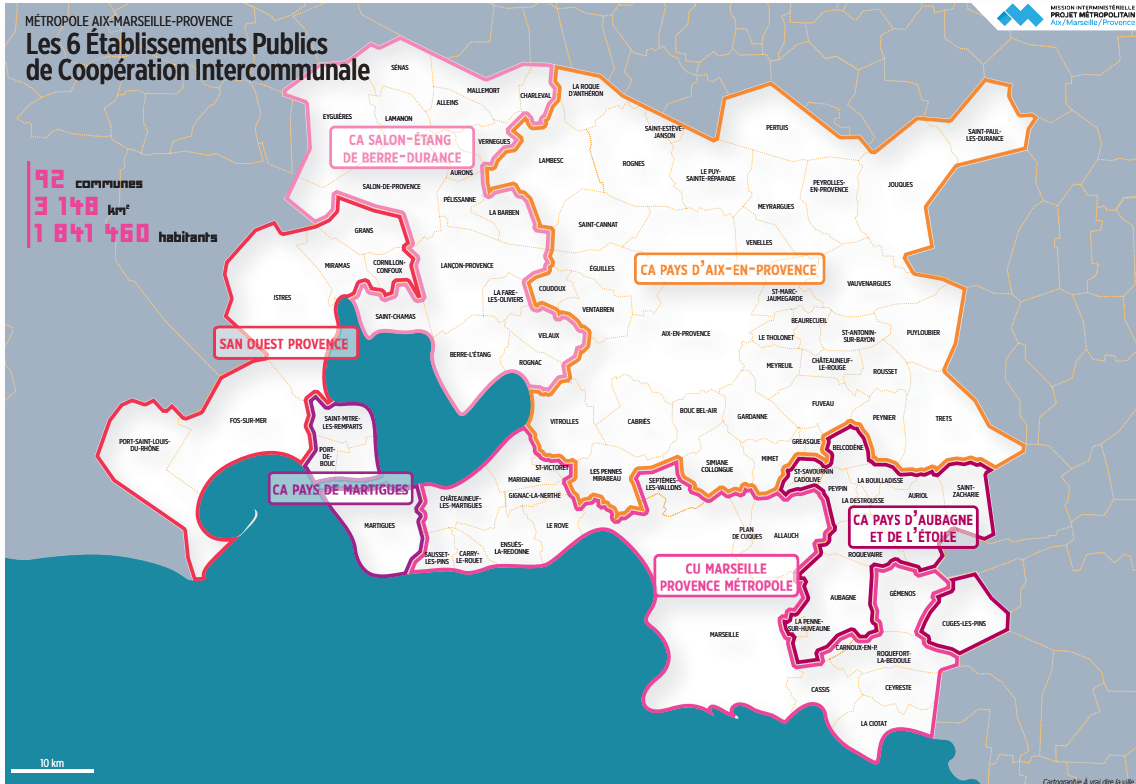 MÉTROPOLE AIX-MARSEILLE-PROVENCE
Les 6 Établissements Publics
de Coopération Intercommunale
MISSION INTERMINISTÉRIELLE
PROJET MÉTROPOLITAIN
Aix/Marseille/Provence
92 communes
3 148 km²
1 841 460 habitants
SÉNAS
MALLEMORT
ALLEINS
CHARLEVAL
EYGUIÈRES
LAMANON
VERNEGUES
CA SALON-ÉTANG
DE BERRE-DURANCE
AURONS
SALON-DE-PROVENCE
PÉLISSANNE
LA BARBEN
LANÇON-PROVENCE
LA FARE-
LES-OLIVIERS
SAINT-CHAMAS
VELAUX
BERRE-L'ÉTANG
ROGNAC
GRANS
MIRAMAS
CORNILLON-
CONFOUX
ISTRES
SAN OUEST PROVENCE
FOS-SUR-MER
PORT-SAINT-LOUIS-
DU-RHÔNE
SAINT-MITRE-
LES-REMPARTS
PORT-
DE-
BOUC
CA PAYS DE MARTIGUES
MARTIGUES
LA ROQUE
D'ANTHÉRON
SAINT-ESTÈVE-
JANSON
PERTUIS
SAINT-PAUL-
LES-DURANCE
LAMBESC
ROGNES
LE PUY-
SAINTE-RÉPARADE
PEYROLLES-
EN-PROVENCE
JOUQUES
MEYRARGUES
SAINT-CANNAT
VENELLES
ÉGUILLES
CA PAYS D'AIX-EN-PROVENCE
COUDOUX
VENTABREN
ST-MARC-
JAUMEGARDE
VAUVENARGUES
BEAURECUEIL
AIX-EN-PROVENCE
LE THOLONET
ST-ANTONIN-
SUR-BAYON
PUYLOUBIER
MEYREUIL
CHÂTEAUNEUF-
LE-ROUGE
ROUSSET
FUVEAU
VITROLLES
CABRIÈS
BOUC BEL-AIR
GARDANNE
PEYNIER
TRETS
GREASQUE
SIMIANE
COLLONGUE
MIMET
LES PENNES
MIRABEAU
BELCODÈNE
ST-SAVOURNIN
CADOLIVE
PEYPIN
LA BOUILLADISSE
LA DESTROUSSE
AURIOL
SAINT-
ZACHARIE
CA PAYS D'AUBAGNE
ET DE L'ÉTOILE
ROQUEVAIRE
AUBAGNE
LA PENNE-
SUR-HUVEAUNE
CUGES-LES-PINS
ST-VICTORET
MARIGNANE
CHÂTEAUNEUF-
LES-MARTIGUES
GIGNAC-LA-NERTHE
LE ROVE
ENSUÈS-
LA-REDONNE
SAUSSET-
LES-PINS
CARRY-
LE-ROUET
SEPTÈMES-
LES-VALLONS
PLAN
DE CUQUES
ALLAUCH
CU MARSEILLE
PROVENCE MÉTROPOLE
MARSEILLE
GÉMENOS
CARNOUX-EN-P.
ROQUEFORT-
LA-BEDOULE
CASSIS
CEYRESTE
LA CIOTAT
10 km
Cartographie À vrai dire la ville